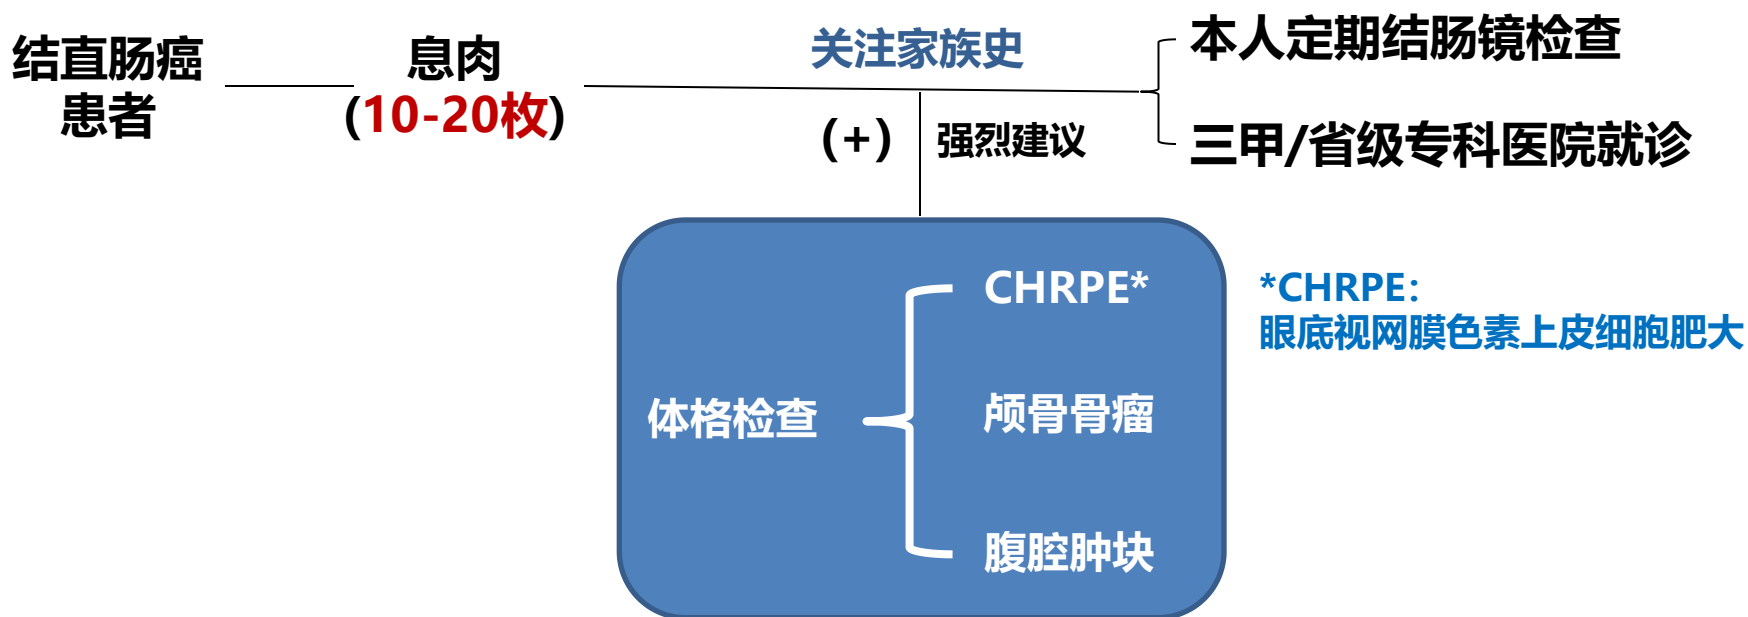 结直肠癌
患者
息肉
(10-20枚)
关注家族史
(+)
强烈建议
本人定期结肠镜检查
三甲/省级专科医院就诊
体格检查
CHRPE*
颅骨骨瘤
腹腔肿块
*CHRPE：
眼底视网膜色素上皮细胞肥大